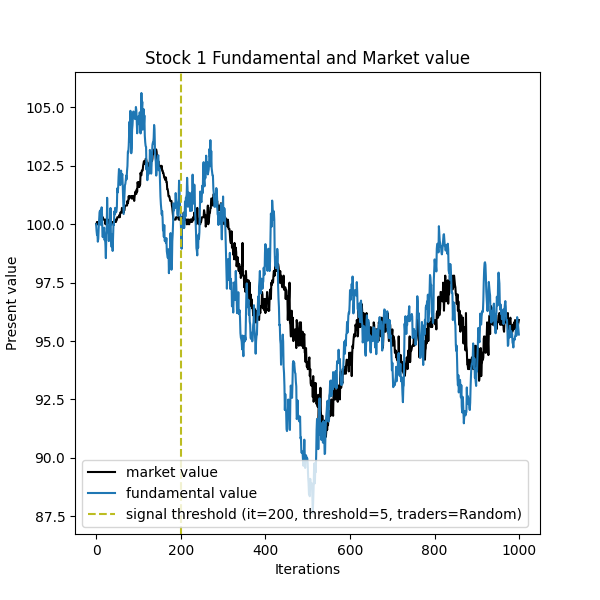 Stock 1 Fundamental and Market value
105.0
102.5
100.0
97.5
95.0
92.5
90.0
87.5
Present value
market value
fundamental value
signal threshold (it=200, threshold=5, traders=Random)
0 200 400 600 800 1000
Iterations